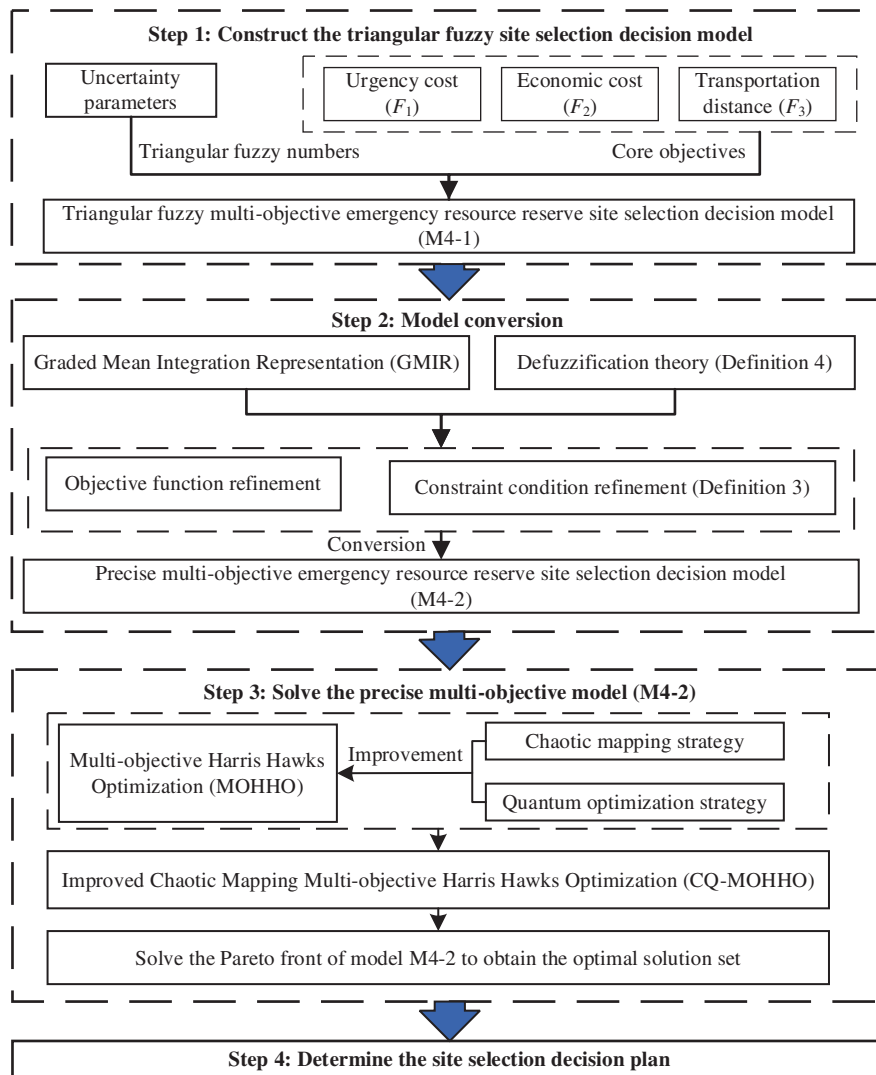 Step 1: Construct the triangular fuzzy site selection decision model
Uncertainty
parameters
Urgency cost
(F₁)
Economic cost
(F₂)
Transportation
distance (F₃)
Triangular fuzzy numbers
Core objectives
Triangular fuzzy multi-objective emergency resource reserve site selection decision model
(M4-1)
Step 2: Model conversion
Graded Mean Integration Representation (GMIR)
Defuzzification theory (Definition 4)
Objective function refinement
Constraint condition refinement (Definition 3)
Conversion
Precise multi-objective emergency resource reserve site selection decision model
(M4-2)
Step 3: Solve the precise multi-objective model (M4-2)
Multi-objective Harris Hawks
Optimization (MOHHO)
Improvement
Chaotic mapping strategy
Quantum optimization strategy
Improved Chaotic Mapping Multi-objective Harris Hawks Optimization (CQ-MOHHO)
Solve the Pareto front of model M4-2 to obtain the optimal solution set
Step 4: Determine the site selection decision plan